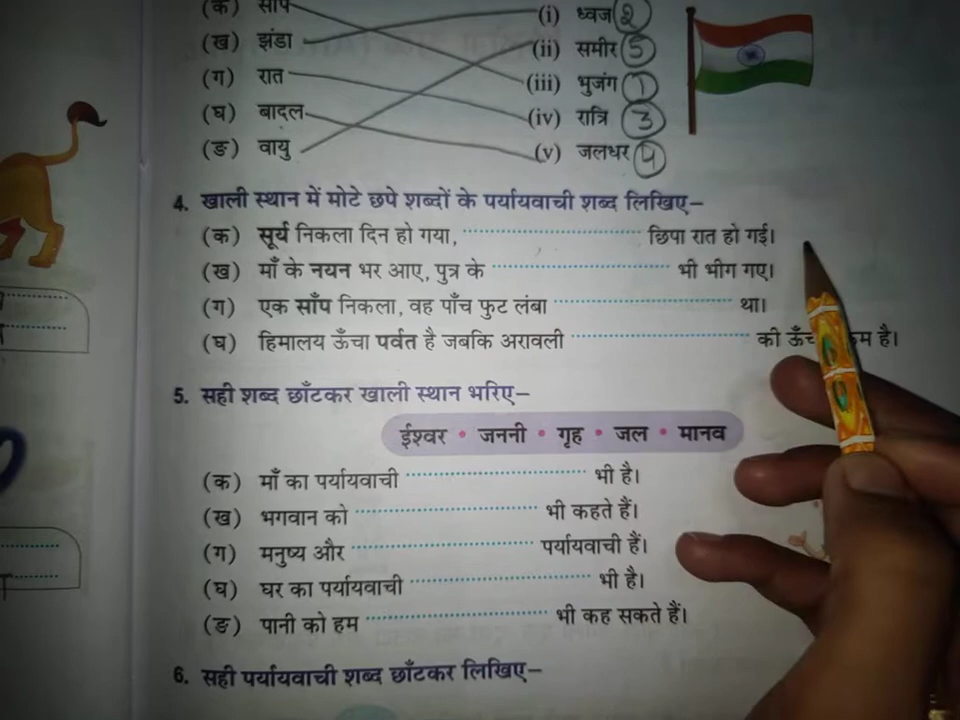 (क) साँप (i) ध्वज 2
(ख) झंडा (ii) समीर 5
(ग) रात (iii) भुजंग 1
(घ) बादल (iv) रात्रि 3
(ङ) वायु (v) जलधर 4
4. खाली स्थान में मोटे छपे शब्दों के पर्यायवाची शब्द लिखिए–
(क) सूर्य निकला दिन हो गया, .............................. छिपा रात हो गई।
(ख) माँ के नयन भर आए, पुत्र के .............................. भी भीग गए।
(ग) एक साँप निकला, वह पाँच फुट लंबा .............................. था।
(घ) हिमालय ऊँचा पर्वत है जबकि अरावली .............................. की है।
5. सही शब्द छाँटकर खाली स्थान भरिए–
ईश्वर • जननी • गृह • जल • मानव
(क) माँ का पर्यायवाची .............................. भी है।
(ख) भगवान को .............................. भी कहते हैं।
(ग) मनुष्य और .............................. पर्यायवाची हैं।
(घ) घर का पर्यायवाची .............................. भी है।
(ङ) पानी को हम .............................. भी कह सकते हैं।
6. सही पर्यायवाची शब्द छाँटकर लिखिए–